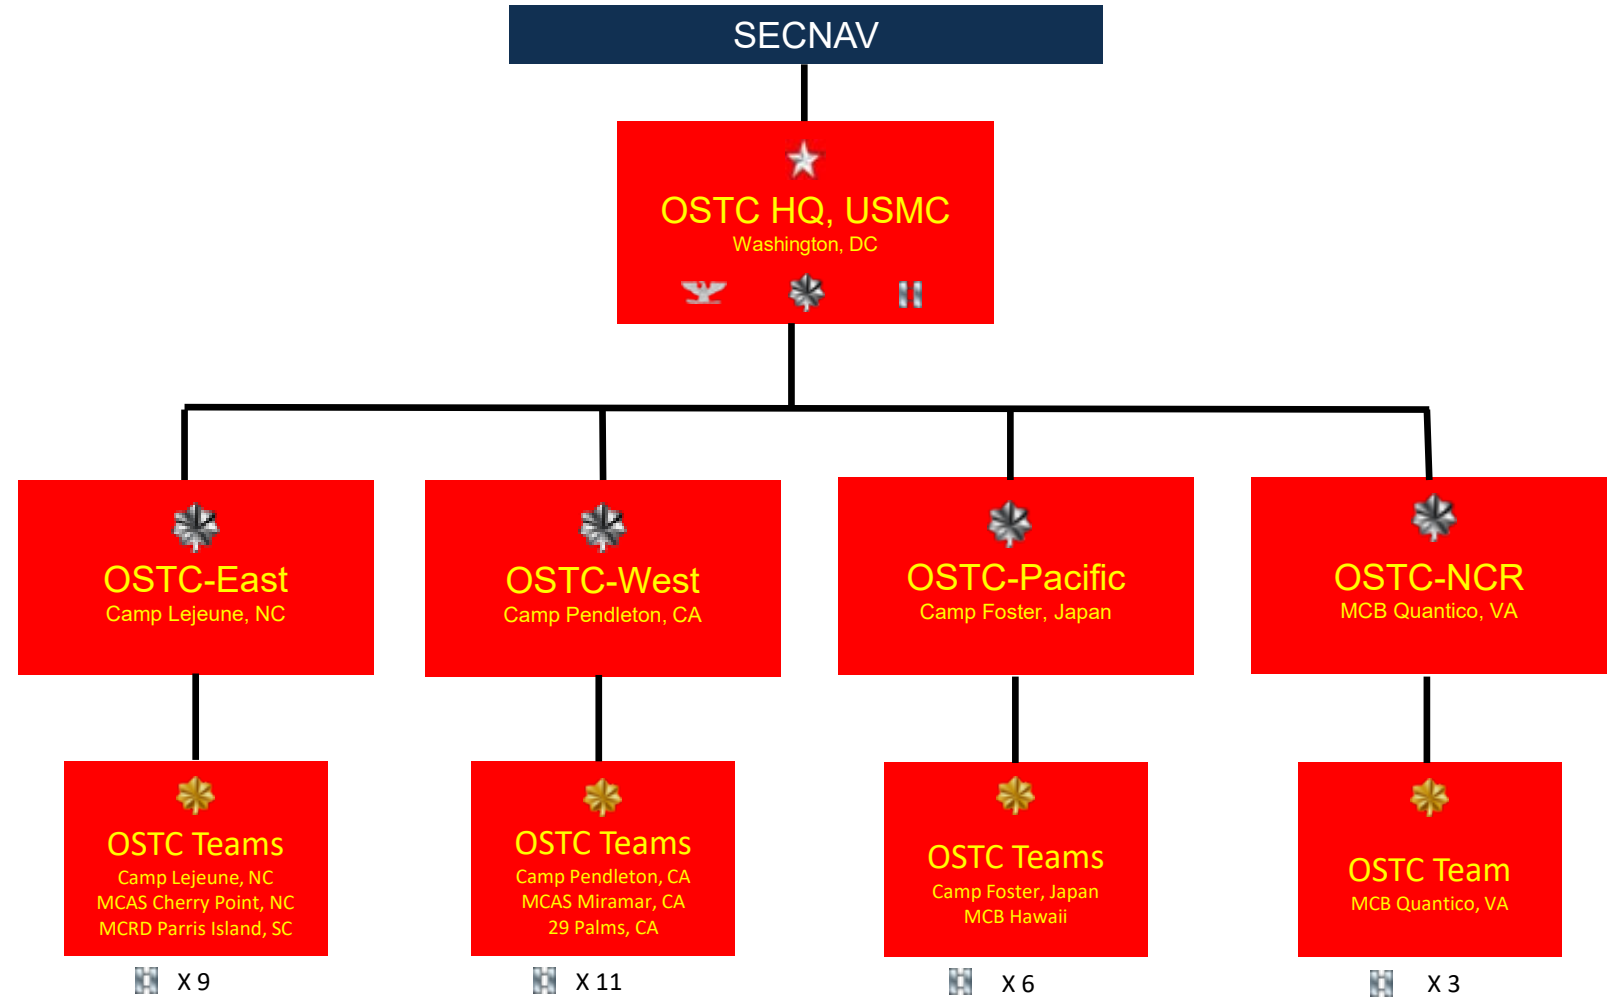 SECNAV
OSTC HQ, USMC
Washington, DC
OSTC-East
Camp Lejeune, NC
OSTC-West
Camp Pendleton, CA
OSTC-Pacific
Camp Foster, Japan
OSTC-NCR
MCB Quantico, VA
OSTC Teams
Camp Lejeune, NC
MCAS Cherry Point, NC
MCRD Parris Island, SC
X 9
OSTC Teams
Camp Pendleton, CA
MCAS Miramar, CA
29 Palms, CA
X 11
OSTC Teams
Camp Foster, Japan
MCB Hawaii
X 6
OSTC Team
MCB Quantico, VA
X 3